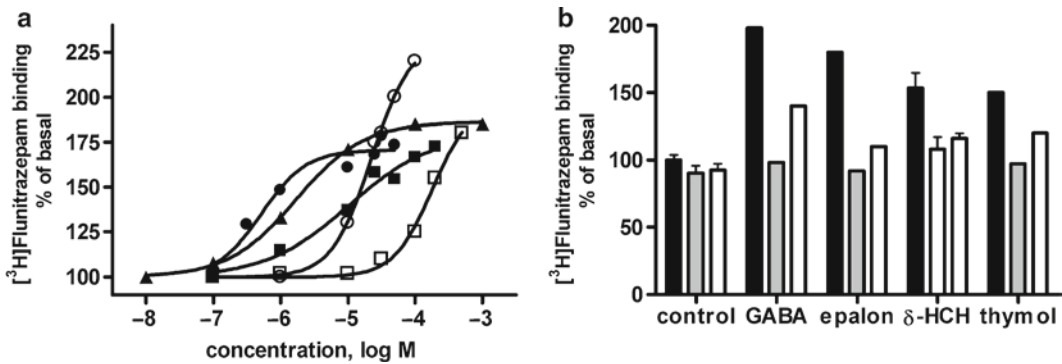 a
[³H]Flunitrazepam binding
% of basal
225
200
175
150
125
100
−8 −7 −6 −5 −4 −3
concentration, log M
b
[³H]Flunitrazepam binding
% of basal
200
150
100
50
0
control GABA epalon δ-HCH thymol